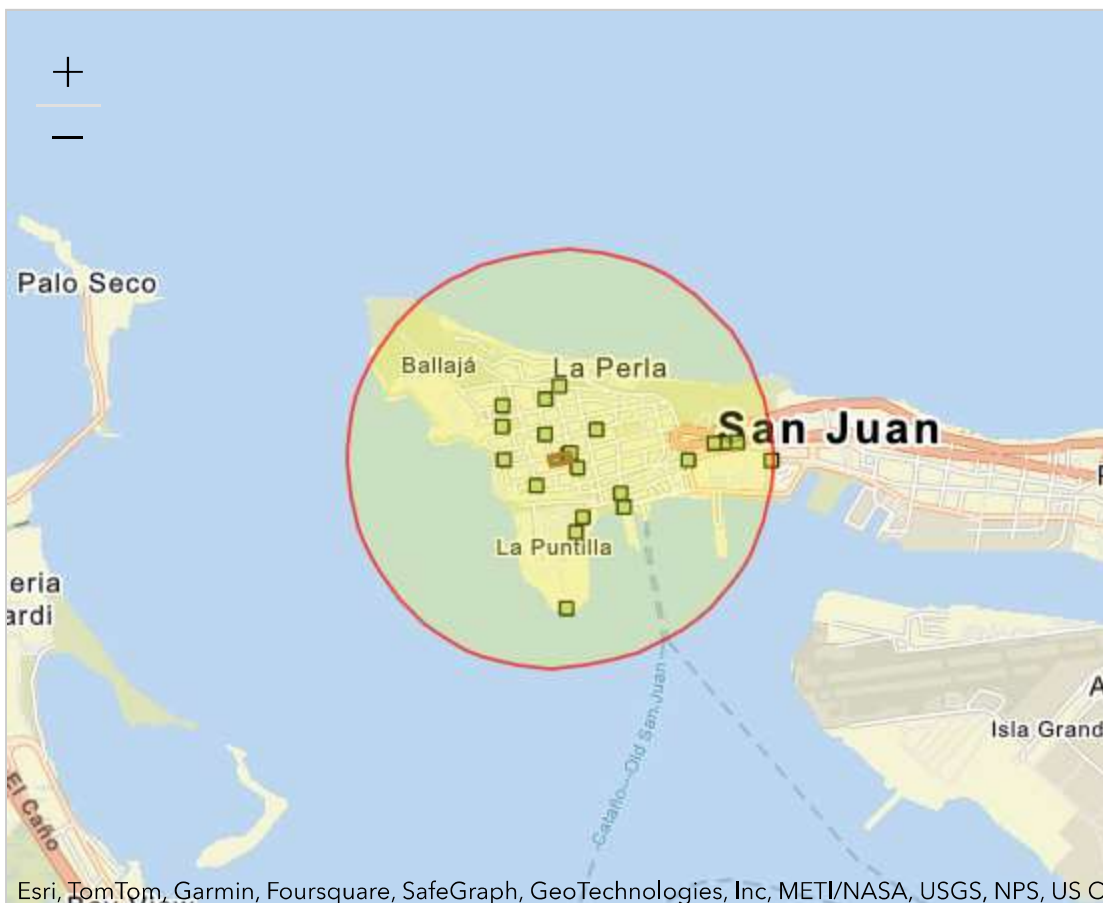 +
−
Palo Seco
Ballajá
La Perla
San Juan
La Puntilla
eria
ardi
Isla Grand
Cataño—Old San Juan
El Caño
Esri, TomTom, Garmin, Foursquare, SafeGraph, GeoTechnologies, Inc, METI/NASA, USGS, NPS, US C